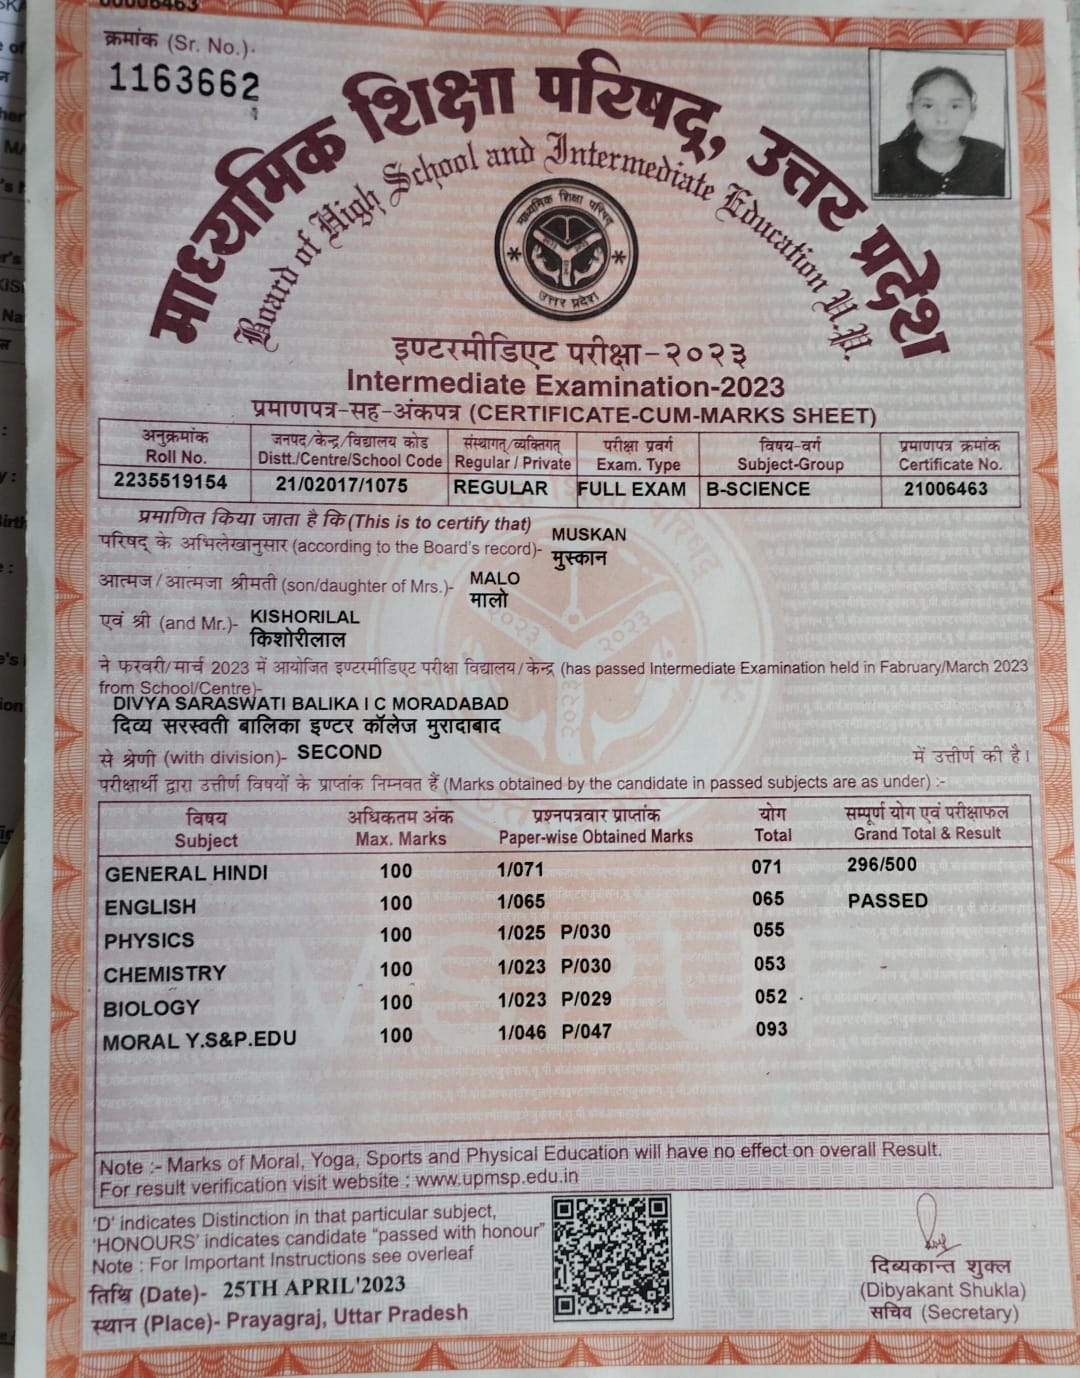 00006463
क्रमांक (Sr. No.)-
1163662
माध्यमिक शिक्षा परिषद्, उत्तर प्रदेश
Board of High School and Intermediate Education U.P.
माध्यमिक शिक्षा परिषद्
उत्तर प्रदेश
इण्टरमीडिएट परीक्षा-२०२३
Intermediate Examination-2023
प्रमाणपत्र-सह-अंकपत्र (CERTIFICATE-CUM-MARKS SHEET)
अनुक्रमांक जनपद/केन्द्र/विद्यालय कोड संस्थागत/व्यक्तिगत परीक्षा प्रवर्ग विषय-वर्ग प्रमाणपत्र क्रमांक
Roll No. Distt./Centre/School Code Regular / Private Exam. Type Subject-Group Certificate No.
2235519154 21/02017/1075 REGULAR FULL EXAM B-SCIENCE 21006463
प्रमाणित किया जाता है कि (This is to certify that)
परिषद् के अभिलेखानुसार (according to the Board's record)- MUSKAN
मुस्कान
आत्मज/आत्मजा श्रीमती (son/daughter of Mrs.)- MALO
मालो
एवं श्री (and Mr.)- KISHORILAL
किशोरीलाल
ने फरवरी/मार्च 2023 में आयोजित इण्टरमीडिएट परीक्षा विद्यालय/केन्द्र (has passed Intermediate Examination held in Fabruary/March 2023
from School/Centre)-
DIVYA SARASWATI BALIKA I C MORADABAD
दिव्य सरस्वती बालिका इण्टर कॉलेज मुरादाबाद
से श्रेणी (with division)- SECOND में उत्तीर्ण की है।
परीक्षार्थी द्वारा उत्तीर्ण विषयों के प्राप्तांक निम्नवत हैं (Marks obtained by the candidate in passed subjects are as under) :-
विषय अधिकतम अंक प्रश्नपत्रवार प्राप्तांक योग सम्पूर्ण योग एवं परीक्षाफल
Subject Max. Marks Paper-wise Obtained Marks Total Grand Total & Result
GENERAL HINDI 100 1/071 071 296/500
ENGLISH 100 1/065 065 PASSED
PHYSICS 100 1/025 P/030 055
CHEMISTRY 100 1/023 P/030 053
BIOLOGY 100 1/023 P/029 052
MORAL Y.S&P.EDU 100 1/046 P/047 093
Note :- Marks of Moral, Yoga, Sports and Physical Education will have no effect on overall Result.
For result verification visit website : www.upmsp.edu.in
'D' indicates Distinction in that particular subject,
'HONOURS' indicates candidate "passed with honour"
Note : For Important Instructions see overleaf
तिथि (Date)- 25TH APRIL'2023
स्थान (Place)- Prayagraj, Uttar Pradesh
दिब्यकान्त शुक्ल
(Dibyakant Shukla)
सचिव (Secretary)